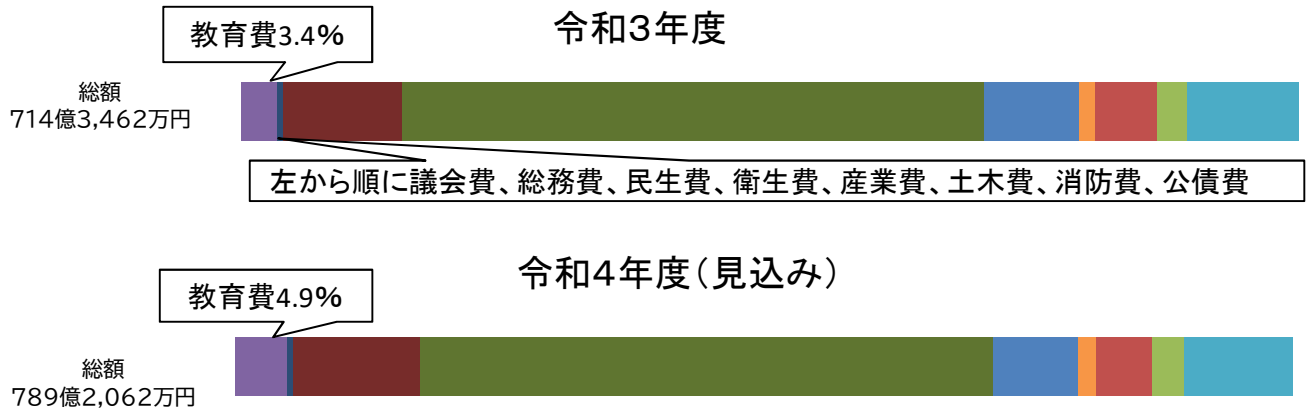 令和3年度
教育費3.4%
総額
714億3,462万円
左から順に議会費、総務費、民生費、衛生費、産業費、土木費、消防費、公債費
令和4年度(見込み)
教育費4.9%
総額
789億2,062万円